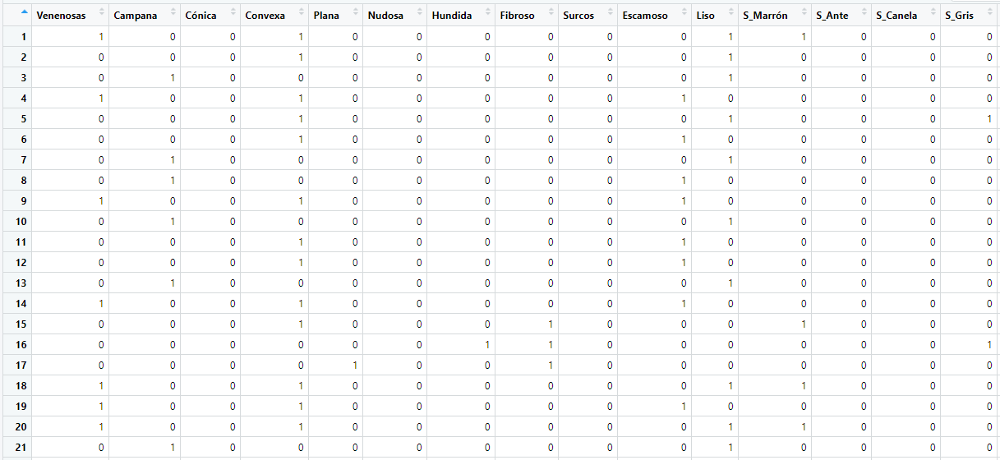 Venenosas Campana Cónica Convexa Plana Nudosa Hundida Fibroso Surcos Escamoso Liso S_Marrón S_Ante S_Canela S_Gris
1 1 0 0 1 0 0 0 0 0 0 1 1 0 0 0
2 0 0 0 1 0 0 0 0 0 0 1 0 0 0 0
3 0 1 0 0 0 0 0 0 0 0 1 0 0 0 0
4 1 0 0 1 0 0 0 0 0 1 0 0 0 0 0
5 0 0 0 1 0 0 0 0 0 0 1 0 0 0 1
6 0 0 0 1 0 0 0 0 0 1 0 0 0 0 0
7 0 1 0 0 0 0 0 0 0 0 1 0 0 0 0
8 0 1 0 0 0 0 0 0 0 1 0 0 0 0 0
9 1 0 0 1 0 0 0 0 0 1 0 0 0 0 0
10 0 1 0 0 0 0 0 0 0 0 1 0 0 0 0
11 0 0 0 1 0 0 0 0 0 1 0 0 0 0 0
12 0 0 0 1 0 0 0 0 0 1 0 0 0 0 0
13 0 1 0 0 0 0 0 0 0 0 1 0 0 0 0
14 1 0 0 1 0 0 0 0 0 1 0 0 0 0 0
15 0 0 0 1 0 0 0 1 0 0 0 1 0 0 0
16 0 0 0 0 0 0 1 1 0 0 0 0 0 0 1
17 0 0 0 0 1 0 0 1 0 0 0 0 0 0 0
18 1 0 0 1 0 0 0 0 0 0 1 1 0 0 0
19 1 0 0 1 0 0 0 0 0 1 0 0 0 0 0
20 1 0 0 1 0 0 0 0 0 0 1 1 0 0 0
21 0 1 0 0 0 0 0 0 0 0 1 0 0 0 0